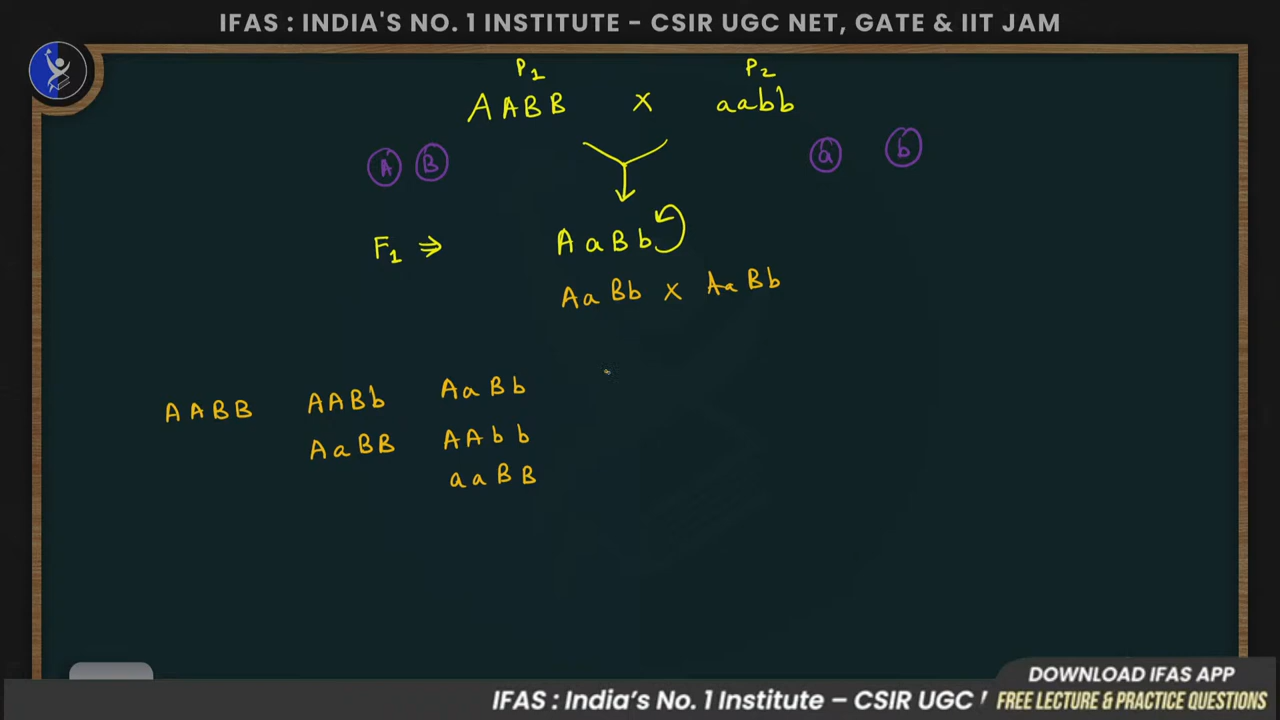 IFAS : INDIA'S NO. 1 INSTITUTE - CSIR UGC NET, GATE & IIT JAM
P1 P2
AABB x aabb
A B a b
F1 ⇒ AaBb
AaBb x AaBb
AABB AABb AaBb
AaBB AAbb
aaBB
DOWNLOAD IFAS APP
IFAS : India's No. 1 Institute – CSIR UGC
FREE LECTURE & PRACTICE QUESTIONS